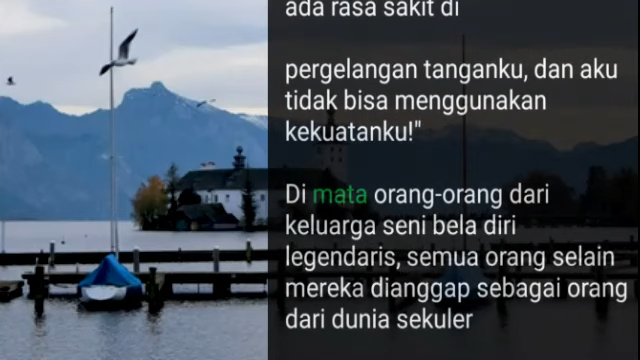 ada rasa sakit di
pergelangan tanganku, dan aku
tidak bisa menggunakan
kekuatanku!"
Di mata orang-orang dari
keluarga seni bela diri
legendaris, semua orang selain
mereka dianggap sebagai orang
dari dunia sekuler